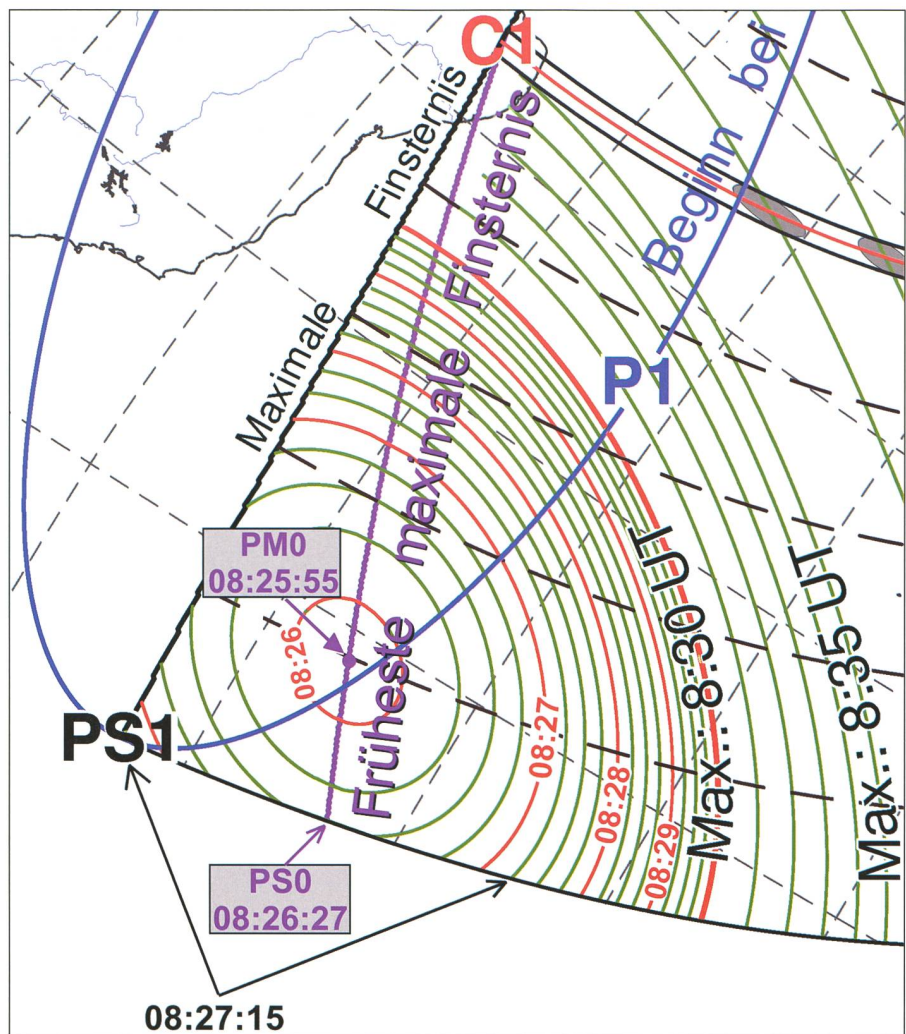 C1
Beginn bei
Maximale Finsternis
Früheste maximale Finsternis
P1
PM0
08:25:55
08:26
PS1
08:27
08:28
08:29
Max.: 8:30 UT
Max.: 8:35 UT
PS0
08:26:27
08:27:15